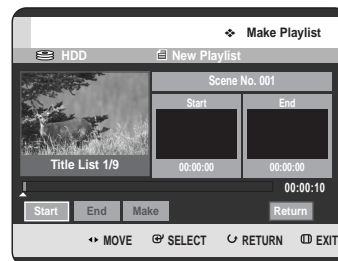 ❖ Make Playlist
HDD New Playlist
Scene No. 001
Start End
Title List 1/9 00:00:00 00:00:00
00:00:10
Start End Make Return
MOVE SELECT RETURN EXIT